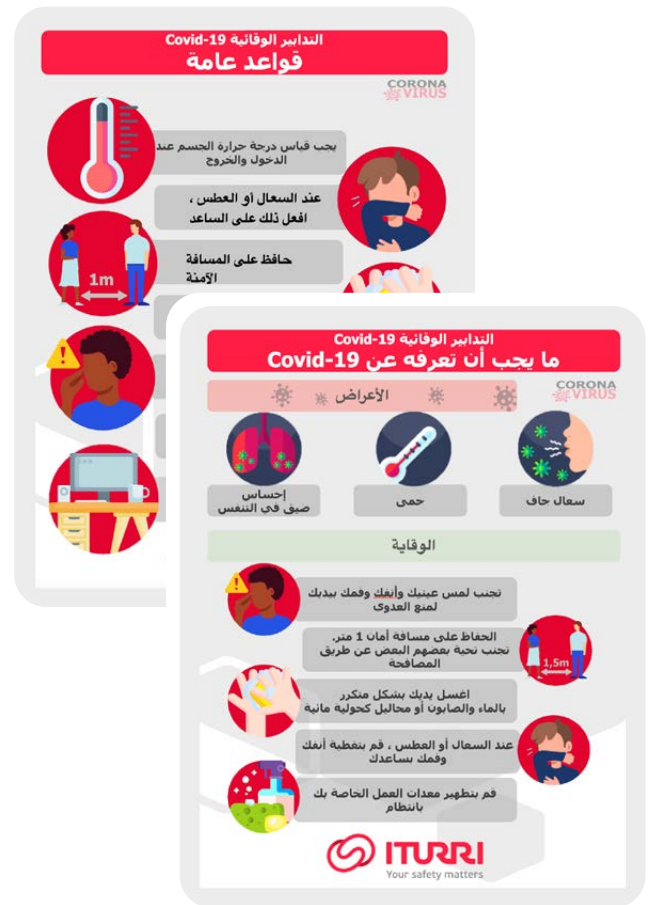 التدابير الوقائية Covid-19
قواعد عامة
CORONA
VIRUS
يجب قياس درجة حرارة الجسم عند
الدخول والخروج
عند السعال أو العطس ،
افعل ذلك على الساعد
حافظ على المسافة
الآمنة
1m
التدابير الوقائية Covid-19
ما يجب أن تعرفه عن Covid-19
CORONA
VIRUS
الأعراض
سعال جاف
حمى
إحساس
ضيق في التنفس
الوقاية
تجنب لمس عينيك وأنفك وفمك بيديك
لمنع العدوى
الحفاظ على مسافة أمان 1 متر.
تجنب تحية بعضهم البعض عن طريق
المصافحة
1,5m
اغسل يديك بشكل متكرر
بالماء والصابون أو محاليل كحولية مائية
عند السعال أو العطس ، قم بتغطية أنفك
وفمك بساعدك
قم بتطهير معدات العمل الخاصة بك
بانتظام
ITURRI
Your safety matters